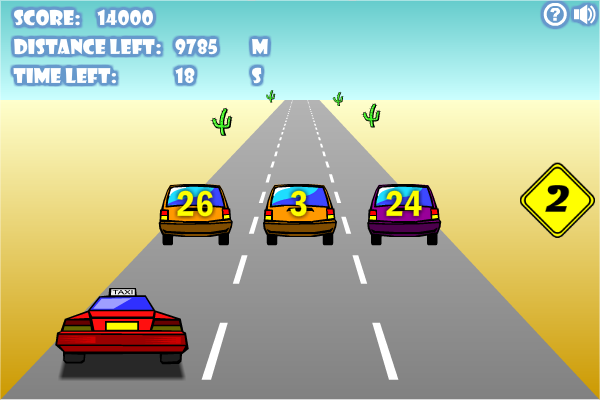 SCORE: 14000
DISTANCE LEFT: 9785 M
TIME LEFT: 18 S
?
26 3 24
2
TAXI